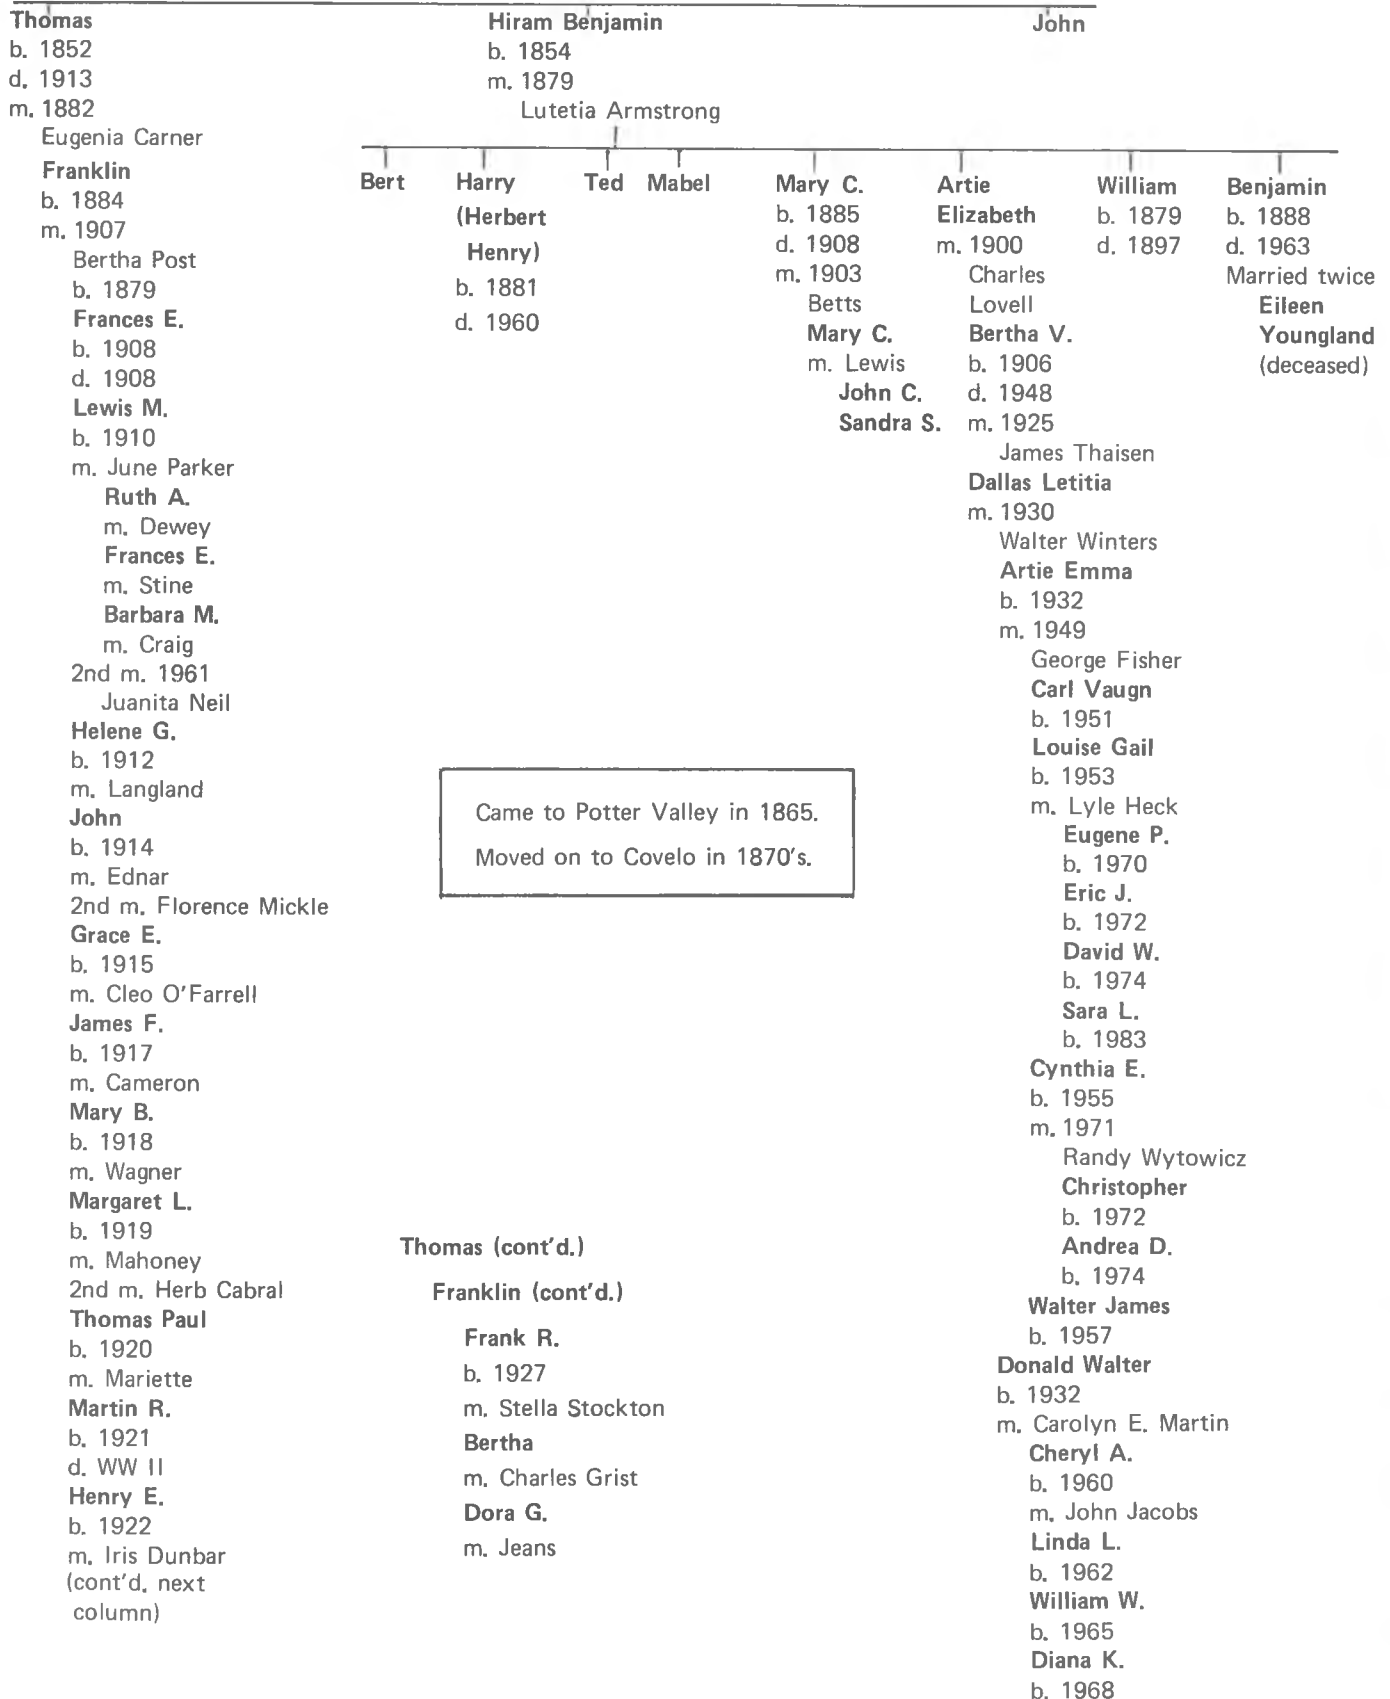 Thomas
b. 1852
d. 1913
m. 1882
Eugenia Carner
Franklin
b. 1884
m. 1907
Bertha Post
b. 1879
Frances E.
b. 1908
d. 1908
Lewis M.
b. 1910
m. June Parker
Ruth A.
m. Dewey
Frances E.
m. Stine
Barbara M.
m. Craig
2nd m. 1961
Juanita Neil
Helene G.
b. 1912
m. Langland
John
b. 1914
m. Ednar
2nd m. Florence Mickle
Grace E.
b. 1915
m. Cleo O'Farrell
James F.
b. 1917
m. Cameron
Mary B.
b. 1918
m. Wagner
Margaret L.
b. 1919
m. Mahoney
2nd m. Herb Cabral
Thomas Paul
b. 1920
m. Mariette
Martin R.
b. 1921
d. WW II
Henry E.
b. 1922
m. Iris Dunbar
(cont'd. next
column)
Thomas (cont'd.)
Franklin (cont'd.)
Frank R.
b. 1927
m. Stella Stockton
Bertha
m. Charles Grist
Dora G.
m. Jeans
Hiram Benjamin
b. 1854
m. 1879
Lutetia Armstrong
Bert
Harry
(Herbert
Henry)
b. 1881
d. 1960
Ted
Mabel
Mary C.
b. 1885
d. 1908
m. 1903
Betts
Mary C.
m. Lewis
John C.
Sandra S.
Artie
Elizabeth
m. 1900
Charles
Lovell
Bertha V.
b. 1906
d. 1948
m. 1925
James Thaisen
Dallas Letitia
m. 1930
Walter Winters
Artie Emma
b. 1932
m. 1949
George Fisher
Carl Vaugn
b. 1951
Louise Gail
b. 1953
m. Lyle Heck
Eugene P.
b. 1970
Eric J.
b. 1972
David W.
b. 1974
Sara L.
b. 1983
Cynthia E.
b. 1955
m. 1971
Randy Wytowicz
Christopher
b. 1972
Andrea D.
b. 1974
Walter James
b. 1957
Donald Walter
b. 1932
m. Carolyn E. Martin
Cheryl A.
b. 1960
m. John Jacobs
Linda L.
b. 1962
William W.
b. 1965
Diana K.
b. 1968
William
b. 1879
d. 1897
Benjamin
b. 1888
d. 1963
Married twice
Eileen
Youngland
(deceased)
John
Came to Potter Valley in 1865.
Moved on to Covelo in 1870's.